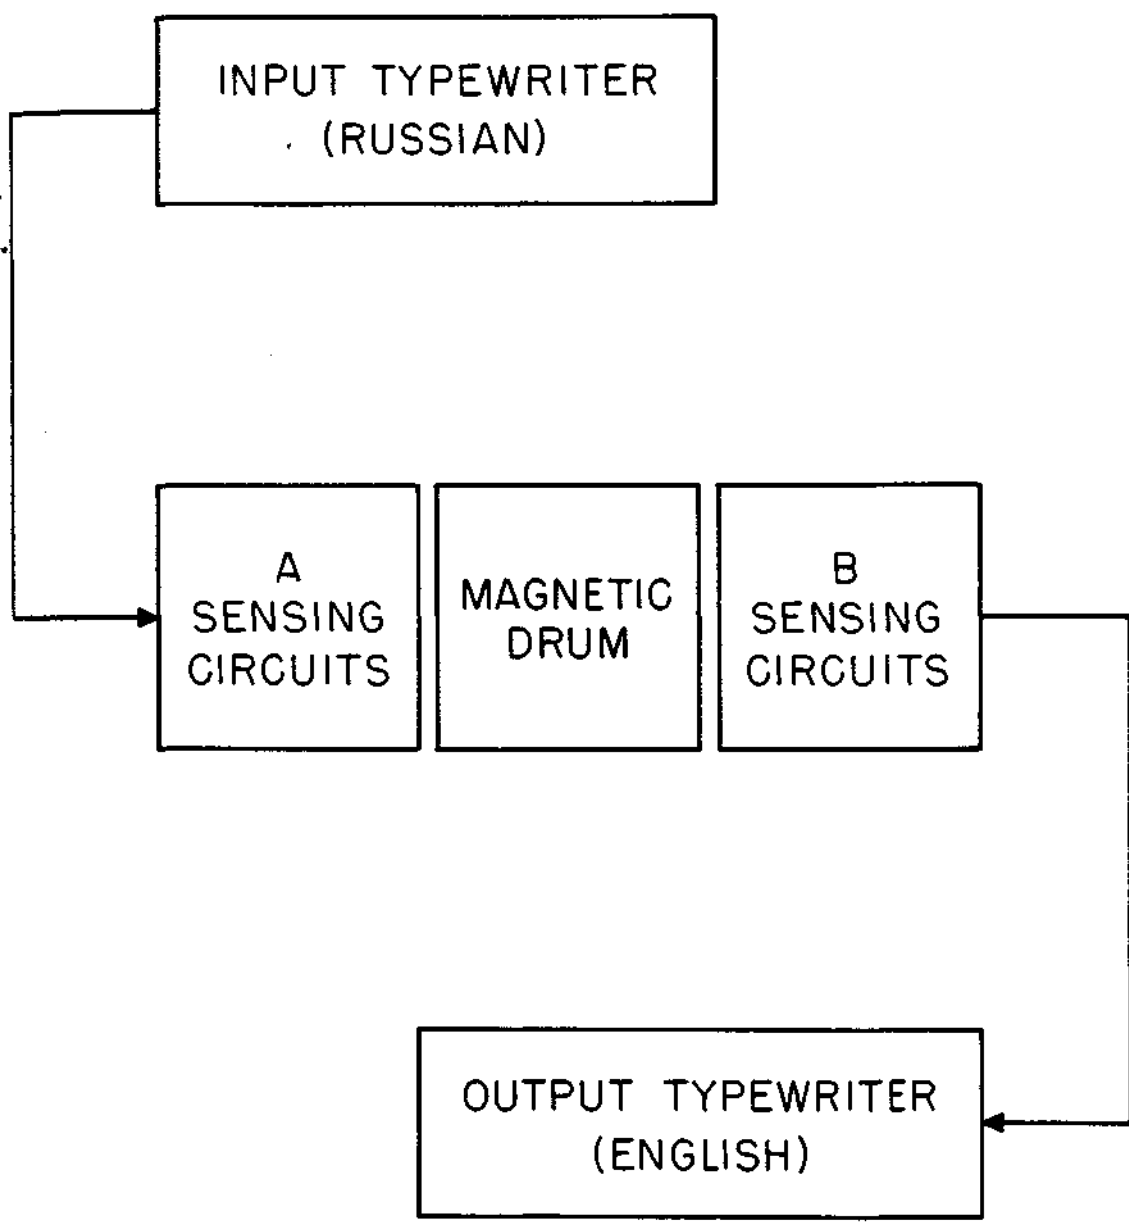 INPUT TYPEWRITER
(RUSSIAN)
A
SENSING
CIRCUITS
MAGNETIC
DRUM
B
SENSING
CIRCUITS
OUTPUT TYPEWRITER
(ENGLISH)